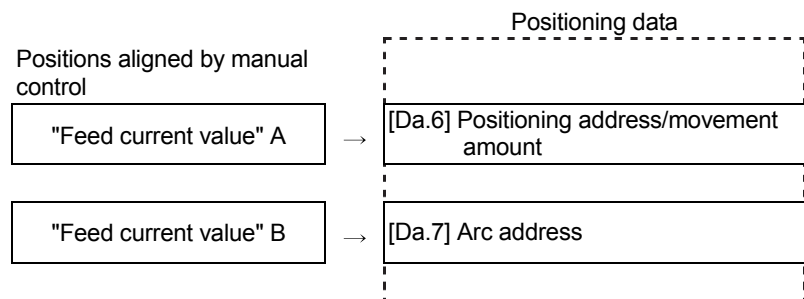 Positioning data
Positions aligned by manual
control
"Feed current value" A → [Da.6] Positioning address/movement
amount
"Feed current value" B → [Da.7] Arc address